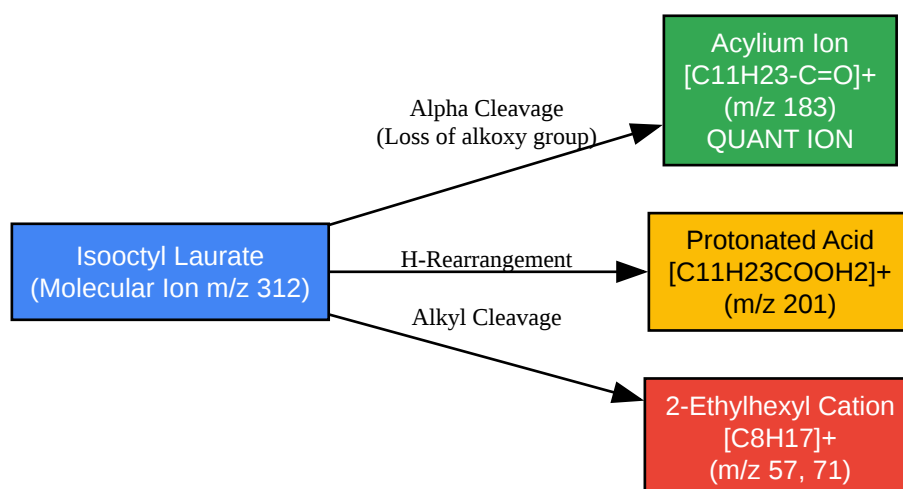 Acylium Ion
[C11H23-C=O]+
(m/z 183)
QUANT ION
Alpha Cleavage
(Loss of alkoxy group)
Isooctyl Laurate
(Molecular Ion m/z 312)
H-Rearrangement
Protonated Acid
[C11H23COOH2]+
(m/z 201)
Alkyl Cleavage
2-Ethylhexyl Cation
[C8H17]+
(m/z 57, 71)